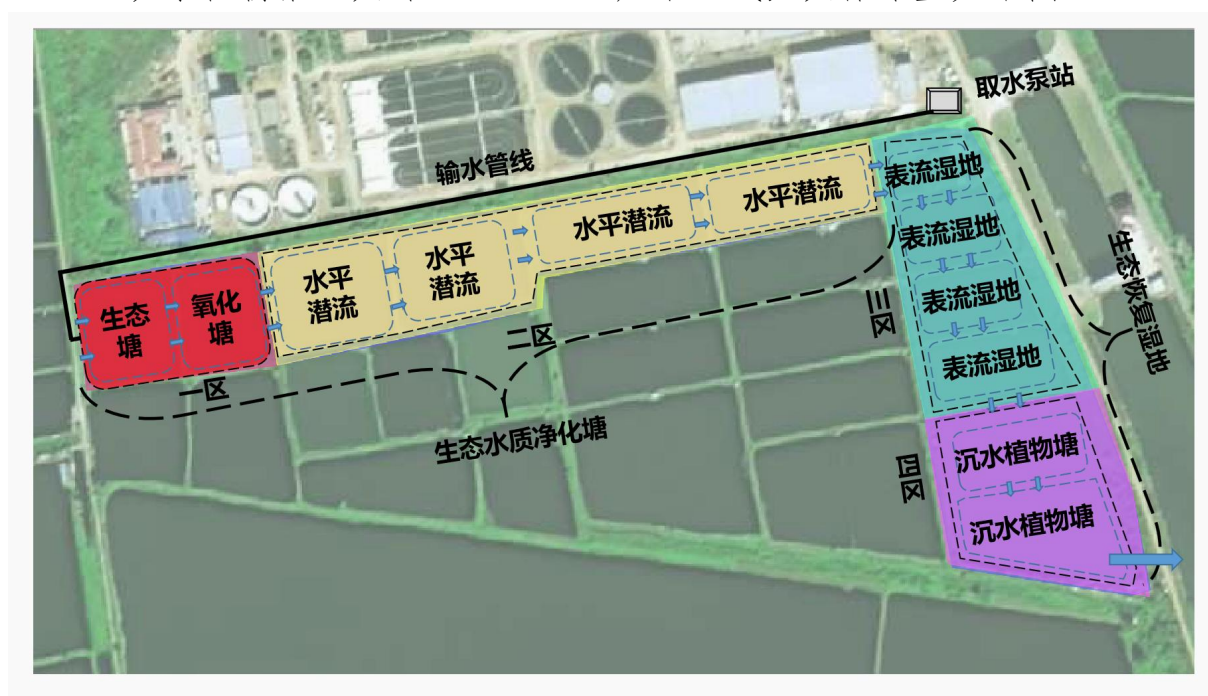 取水泵站
输水管线
生态
塘
氧化
塘
水平
潜流
水平
潜流
水平潜流
水平潜流
表流湿地
表流湿地
表流湿地
表流湿地
沉水植物塘
沉水植物塘
一区
二区
三区
四区
生态水质净化塘
生态恢复湿地